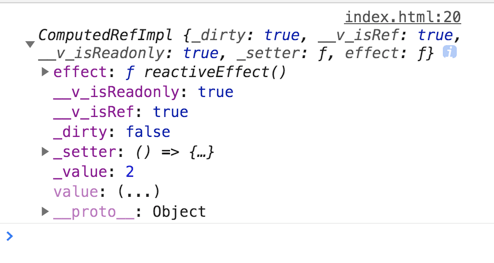 index.html:20
ComputedRefImpl {_dirty: true, __v_isRef: true,
__v_isReadonly: true, _setter: ƒ, effect: ƒ} i
effect: ƒ reactiveEffect()
__v_isReadonly: true
__v_isRef: true
_dirty: false
_setter: () => {…}
_value: 2
value: (...)
__proto__: Object